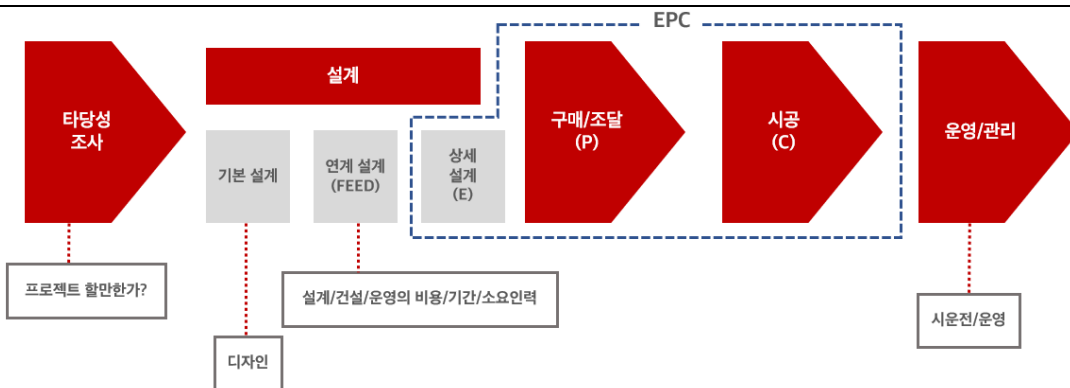 EPC
타당성
조사
설계
기본 설계
연계 설계
(FEED)
상세
설계
(E)
구매/조달
(P)
시공
(C)
운영/관리
프로젝트 할만한가?
설계/건설/운영의 비용/기간/소요인력
디자인
시운전/운영